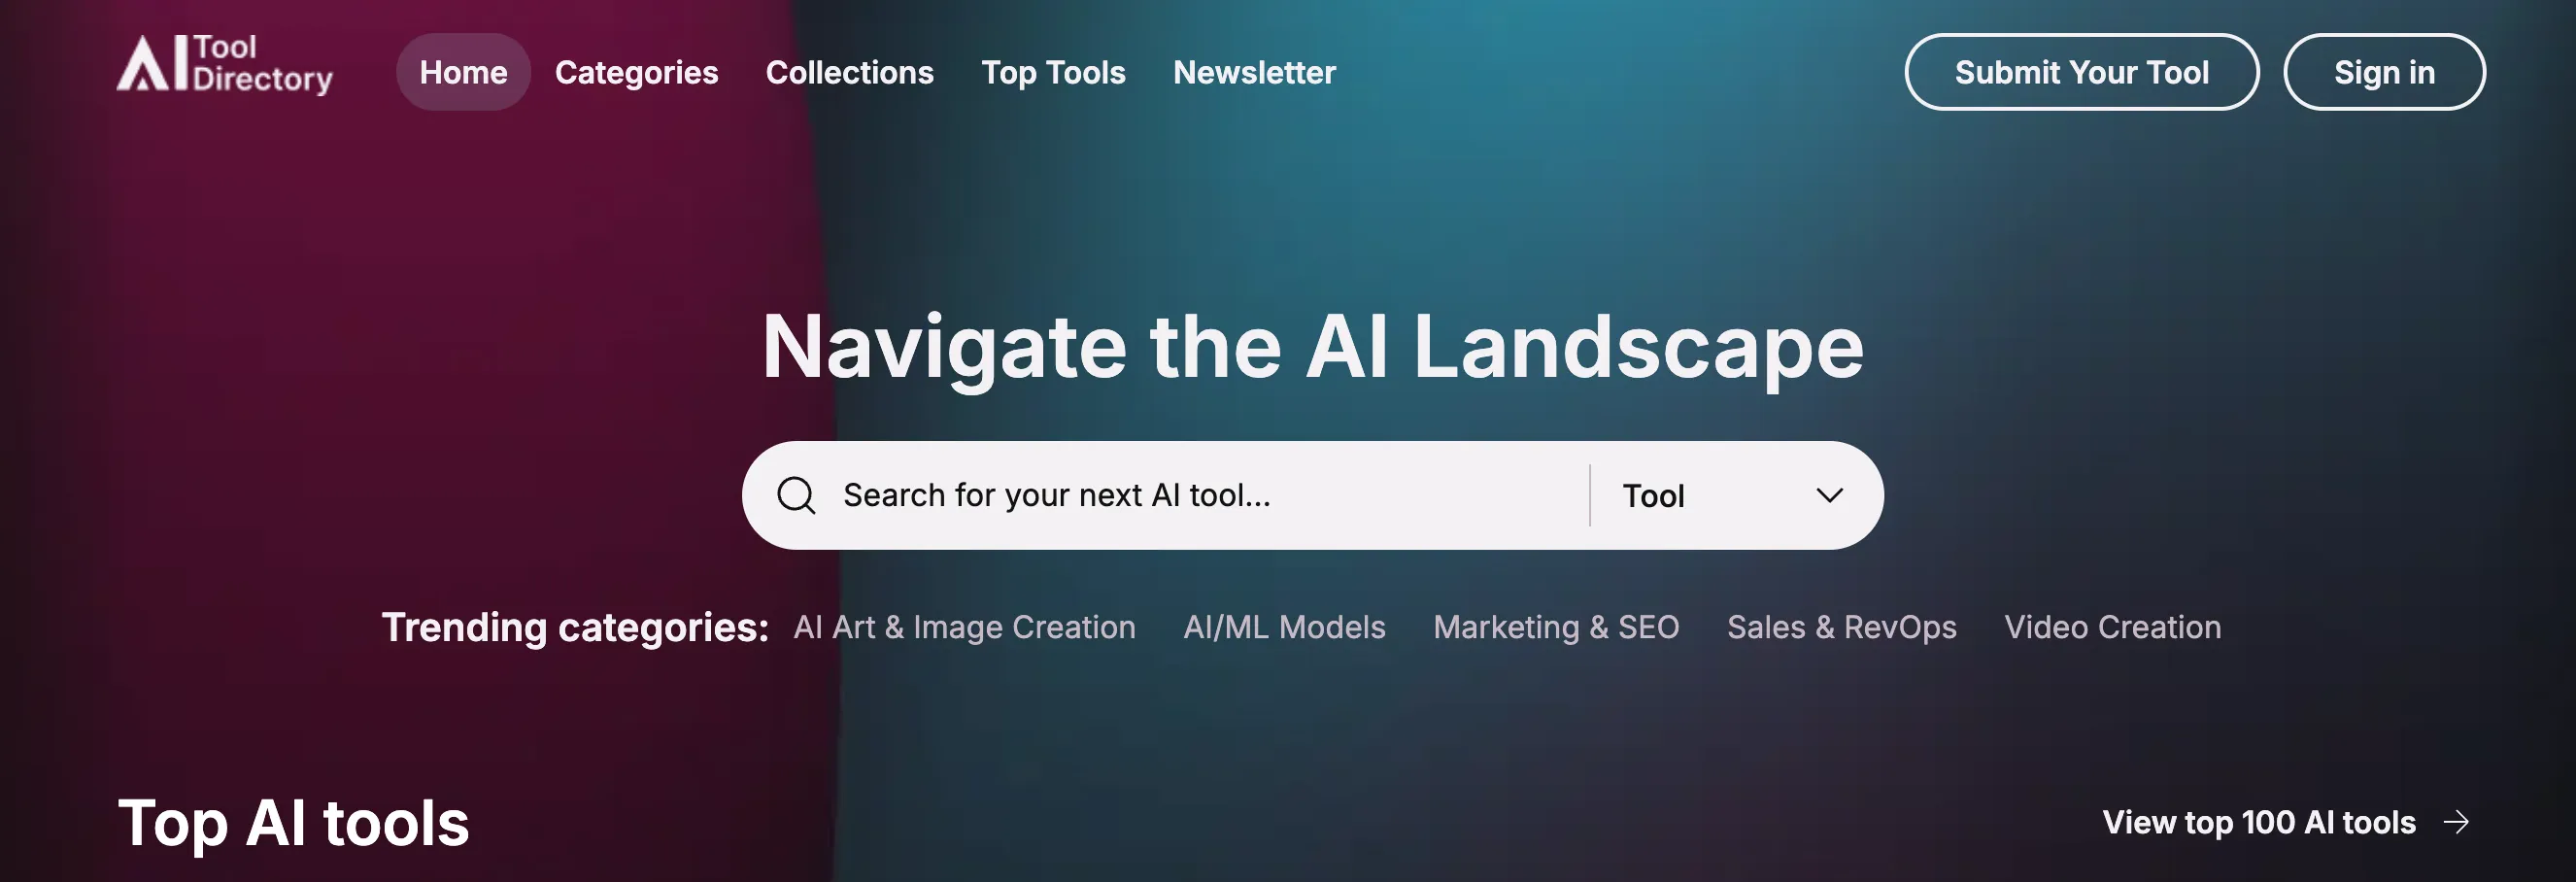 AI Tool
Directory
Home
Categories
Collections
Top Tools
Newsletter
Submit Your Tool
Sign in
Navigate the AI Landscape
Search for your next AI tool...
Tool
Trending categories: AI Art & Image Creation AI/ML Models Marketing & SEO Sales & RevOps Video Creation
Top AI tools
View top 100 AI tools